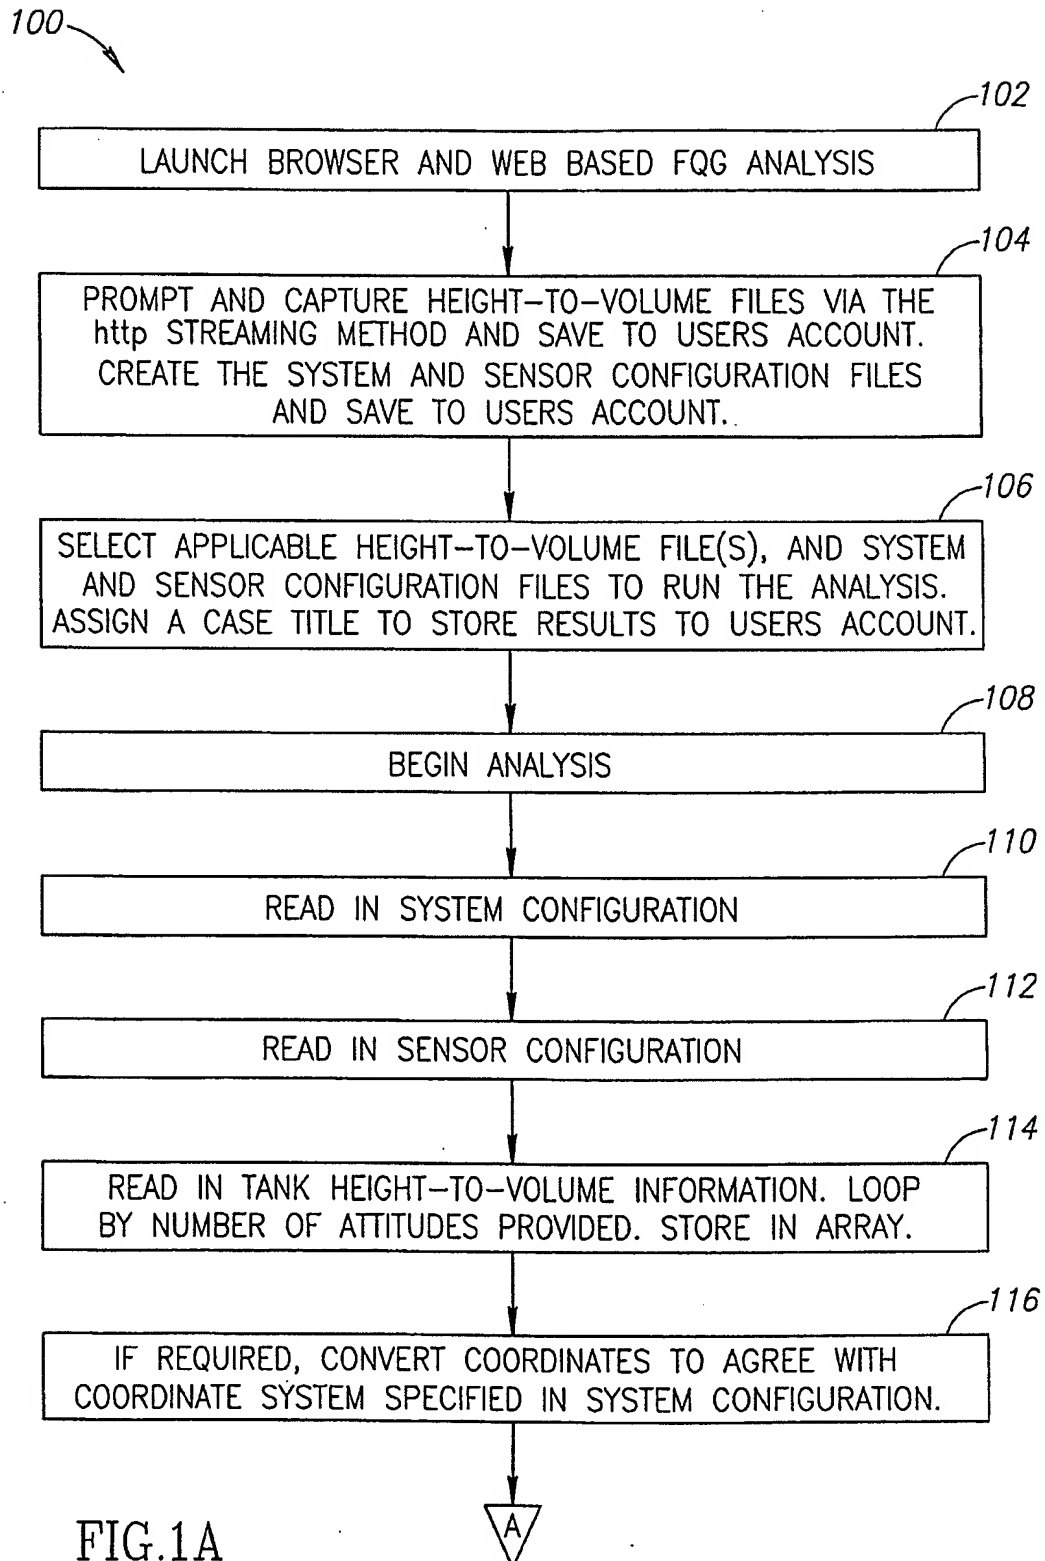 100
102
LAUNCH BROWSER AND WEB BASED FQG ANALYSIS
104
PROMPT AND CAPTURE HEIGHT-TO-VOLUME FILES VIA THE
http STREAMING METHOD AND SAVE TO USERS ACCOUNT.
CREATE THE SYSTEM AND SENSOR CONFIGURATION FILES
AND SAVE TO USERS ACCOUNT.
106
SELECT APPLICABLE HEIGHT-TO-VOLUME FILE(S), AND SYSTEM
AND SENSOR CONFIGURATION FILES TO RUN THE ANALYSIS.
ASSIGN A CASE TITLE TO STORE RESULTS TO USERS ACCOUNT.
108
BEGIN ANALYSIS
110
READ IN SYSTEM CONFIGURATION
112
READ IN SENSOR CONFIGURATION
114
READ IN TANK HEIGHT-TO-VOLUME INFORMATION. LOOP
BY NUMBER OF ATTITUDES PROVIDED. STORE IN ARRAY.
116
IF REQUIRED, CONVERT COORDINATES TO AGREE WITH
COORDINATE SYSTEM SPECIFIED IN SYSTEM CONFIGURATION.
A
FIG.1A